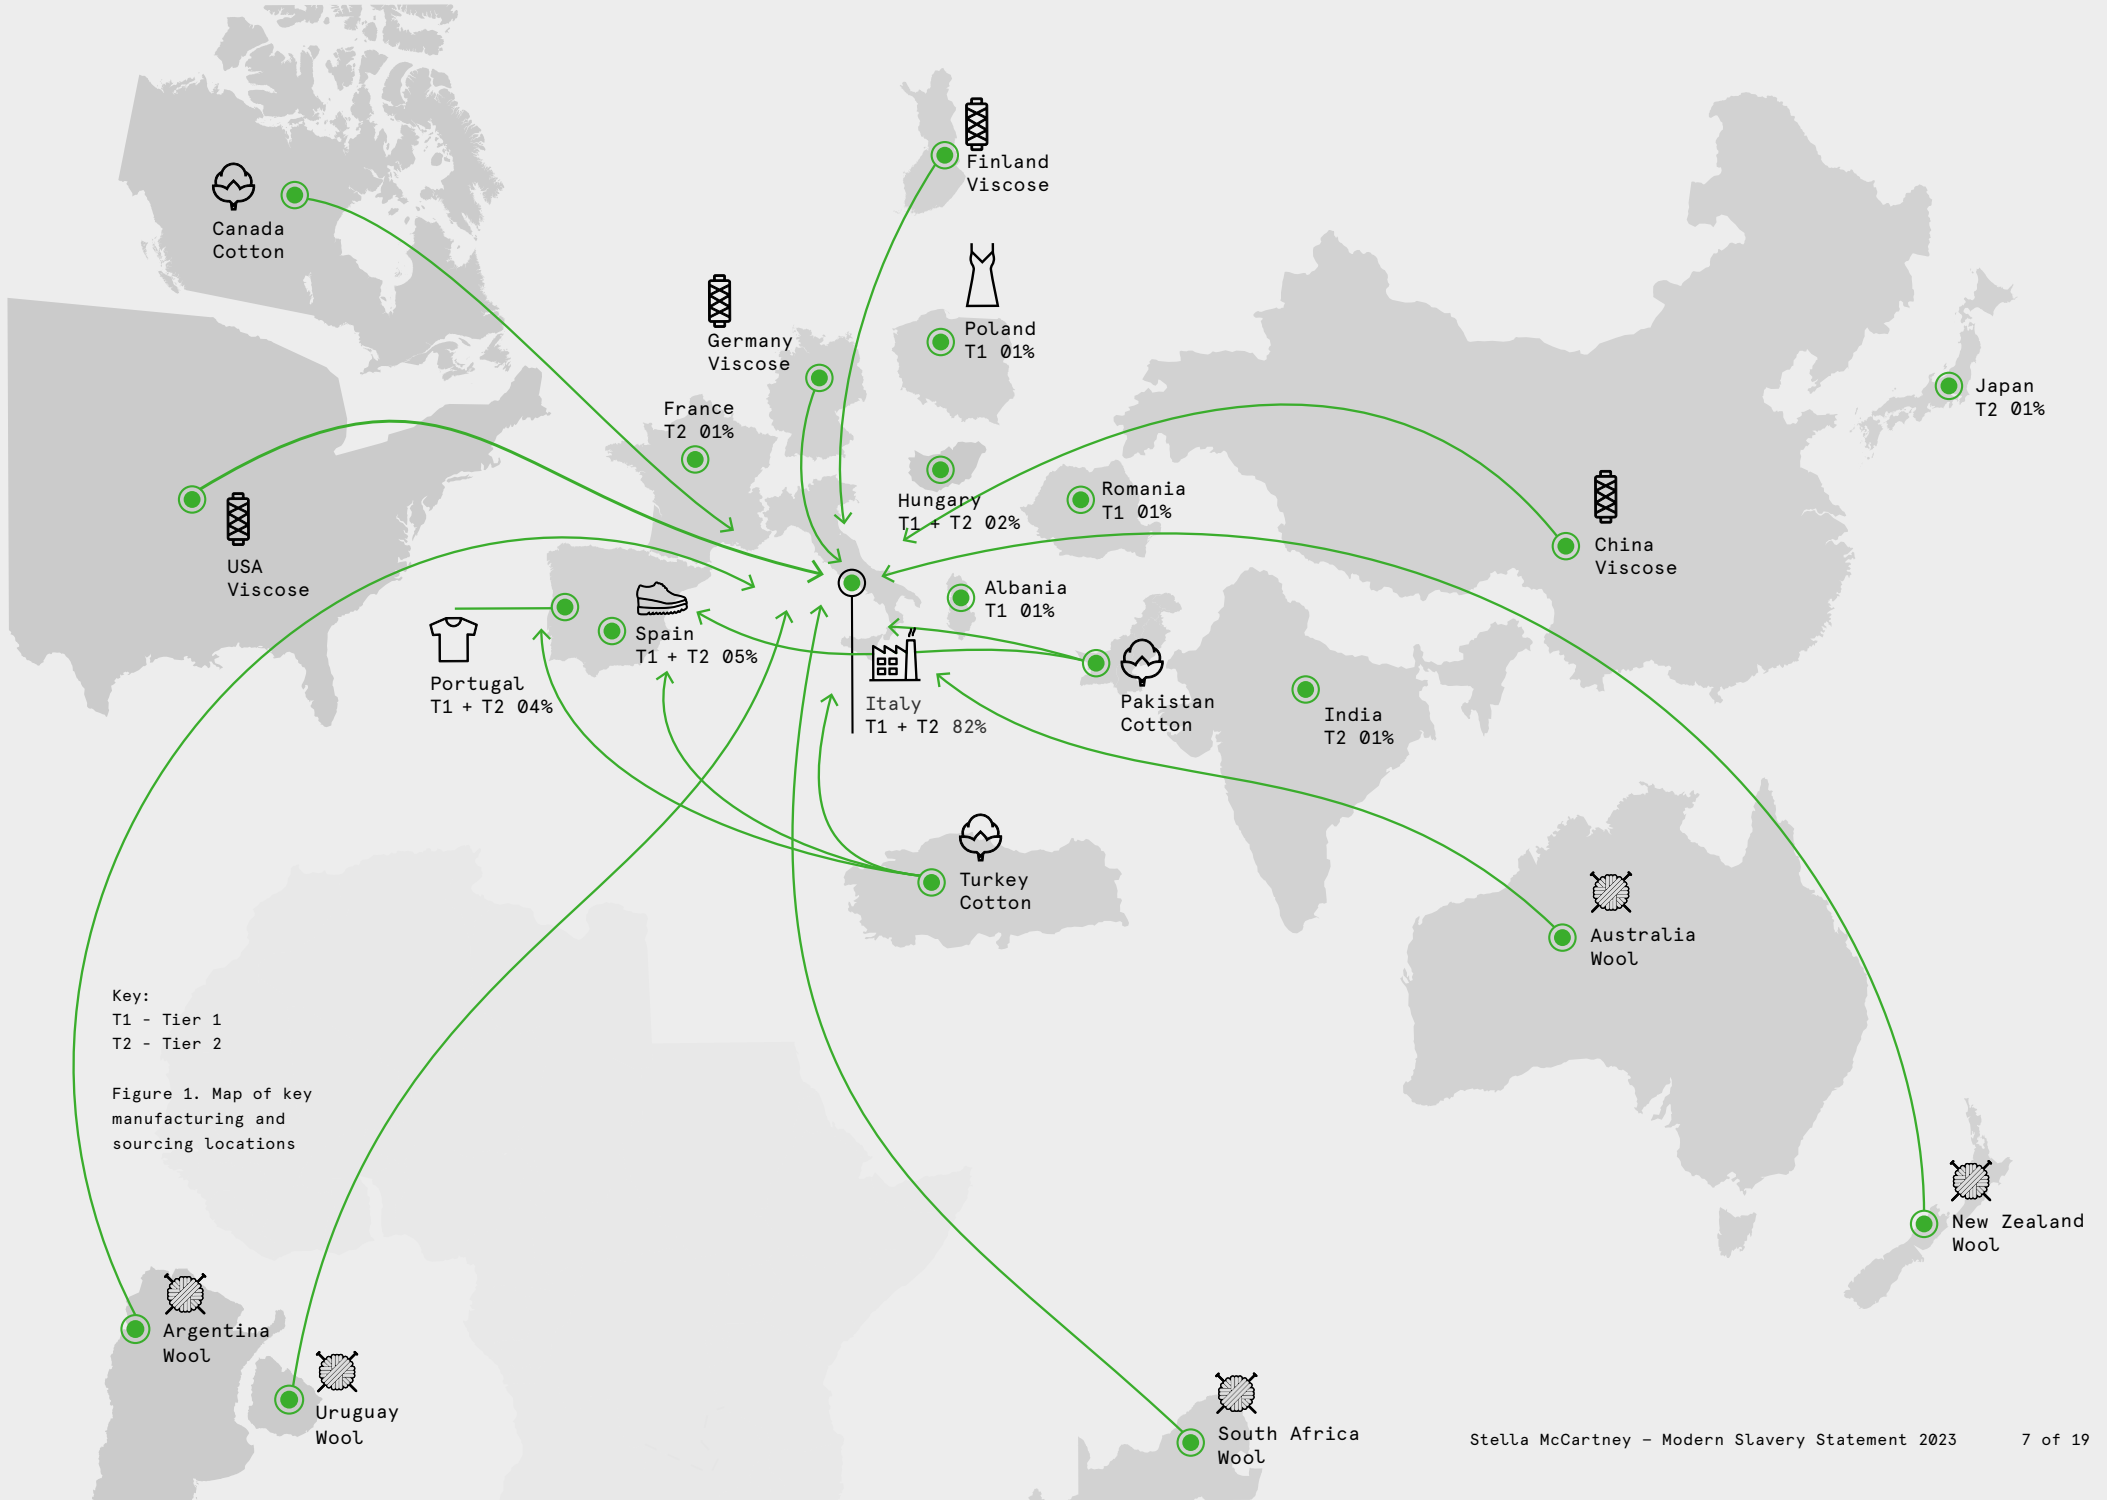 Canada
Cotton
Finland
Viscose
Germany
Viscose
Poland
T1 01%
France
T2 01%
Japan
T2 01%
Hungary
T1 + T2 02%
Romania
T1 01%
USA
Viscose
China
Viscose
Albania
T1 01%
Spain
T1 + T2 05%
Portugal
T1 + T2 04%
Italy
T1 + T2 82%
Pakistan
Cotton
India
T2 01%
Turkey
Cotton
Australia
Wool
Key:
T1 - Tier 1
T2 - Tier 2
Figure 1. Map of key
manufacturing and
sourcing locations
New Zealand
Wool
Argentina
Wool
Uruguay
Wool
South Africa
Wool
Stella McCartney – Modern Slavery Statement 2023
7 of 19